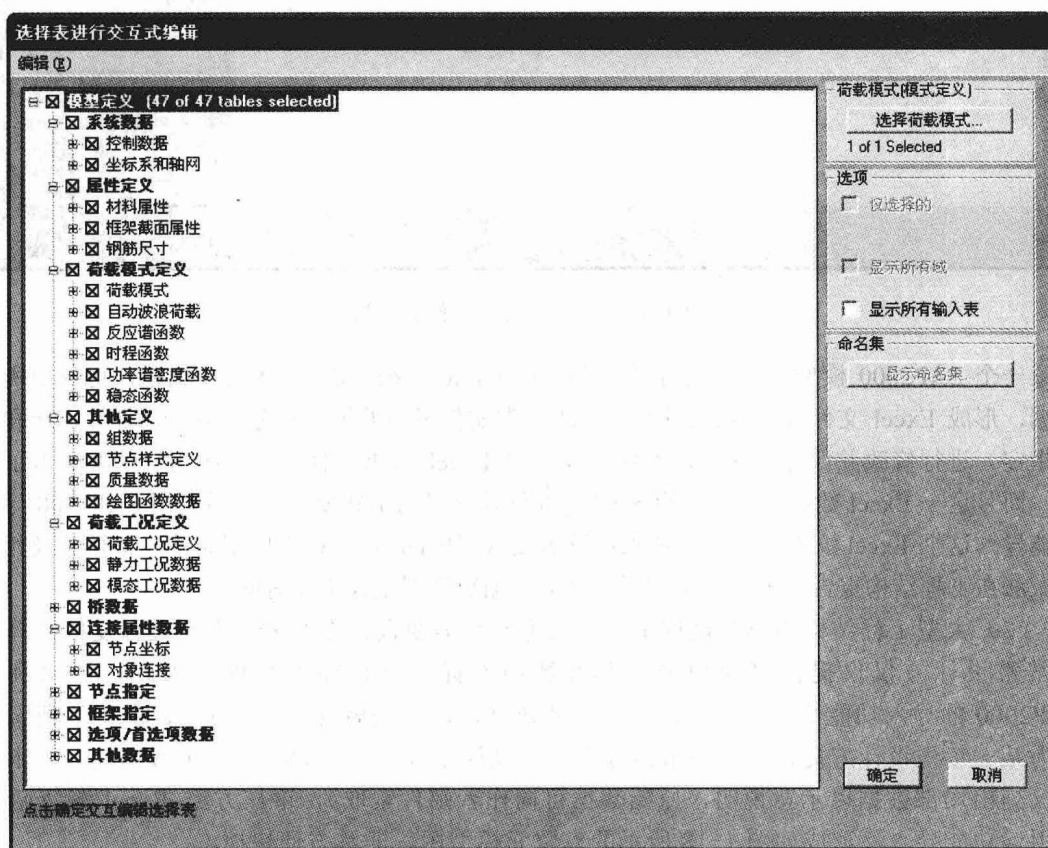 选择表进行交互式编辑
编辑(E)
模型定义 (47 of 47 tables selected)
系统数据
控制数据
坐标系和轴网
属性定义
材料属性
框架截面属性
钢筋尺寸
荷载模式定义
荷载模式
自动波浪荷载
反应谱函数
时程函数
功率谱密度函数
稳态函数
其他定义
组数据
节点样式定义
质量数据
绘图函数数据
荷载工况定义
荷载工况定义
静力工况数据
模态工况数据
桥数据
连接属性数据
节点坐标
对象连接
节点指定
框架指定
选项/首选项数据
其他数据
荷载模式(模式定义)
选择荷载模式...
1 of 1 Selected
选项
仅选择的
显示所有域
显示所有输入表
命名集
显示命名集
确定
取消
点击确定交互编辑选择表